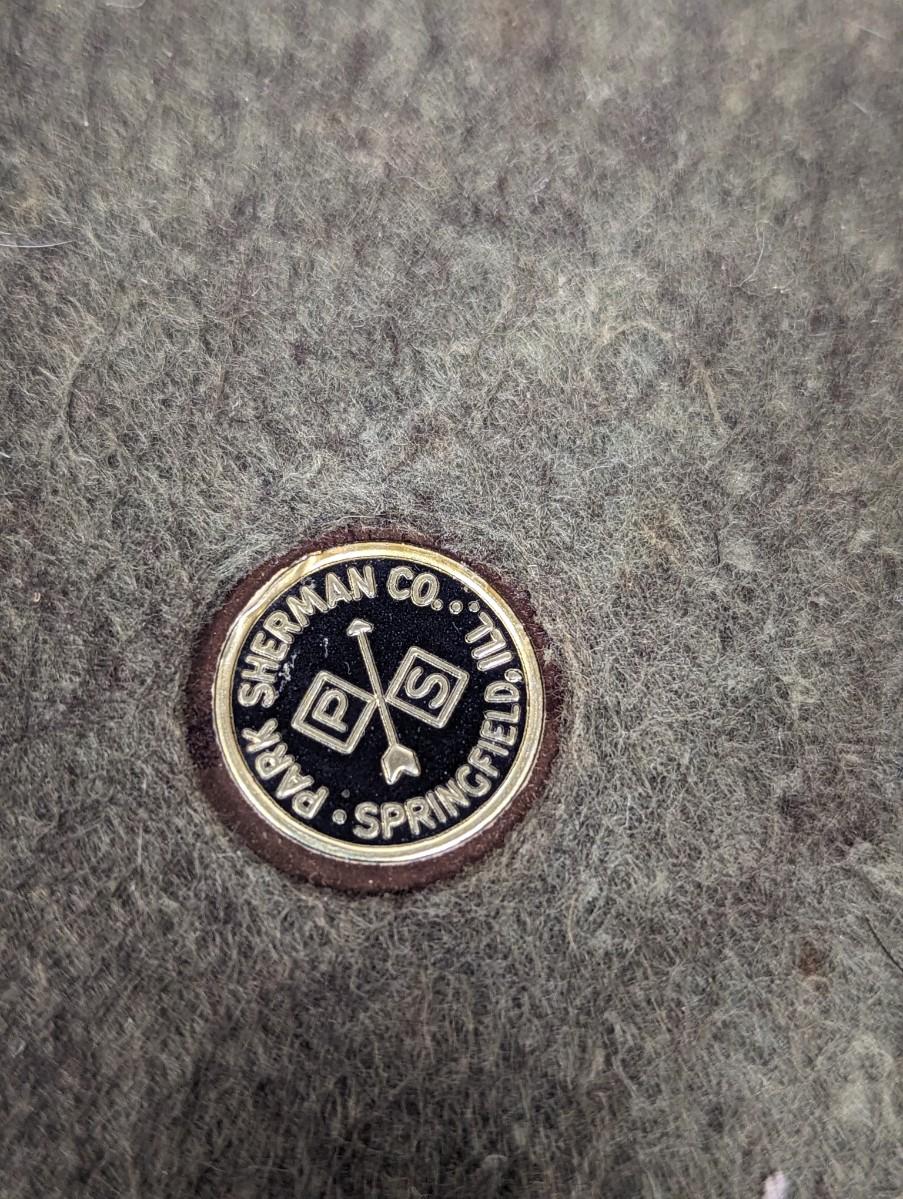 PARK SHERMAN CO...
SPRINGFIELD, ILL.
P S